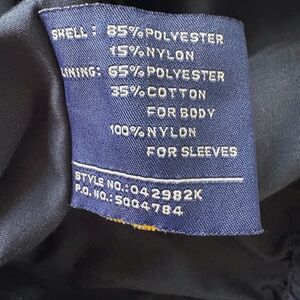 SHELL: 85% POLYESTER
15% NYLON
LINING: 65% POLYESTER
35% COTTON
FOR BODY
100% NYLON
FOR SLEEVES
STYLE NO.: 042982K
P.O. NO.: 5004784